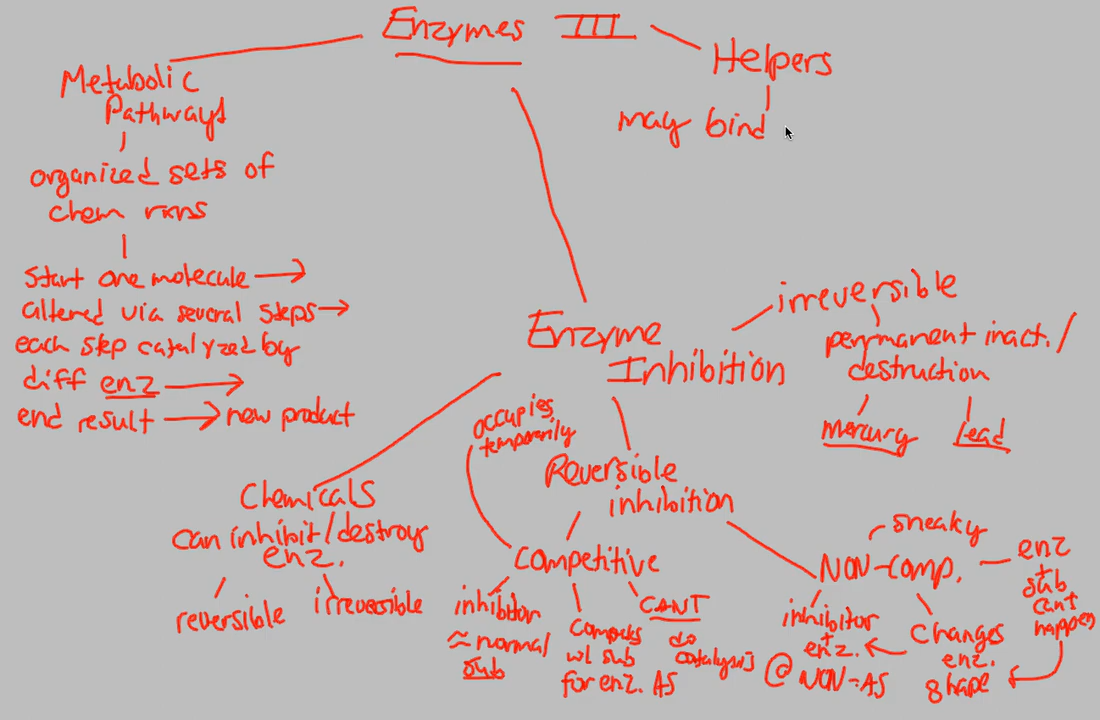 Enzymes III
Helpers
may bind
Metabolic
Pathways
organized sets of
chem rxns
Start one molecule →
altered via several steps →
each step catalyzed by
diff enz →
end result → new product
Enzyme
Inhibition
irreversible
permanent inact. /
destruction
mercury
lead
Chemicals
can inhibit/destroy
enz.
reversible
irreversible
Reversible
inhibition
occupies
temporarily
Competitive
inhibitor
≈ normal
sub
competes
w/ sub
for enz. AS
CANT
do
catalysis
NON-comp.
sneaky
enz
+
sub
can't
happen
inhibitor
+
enz.
@ NON-AS
Changes
enz.
shape